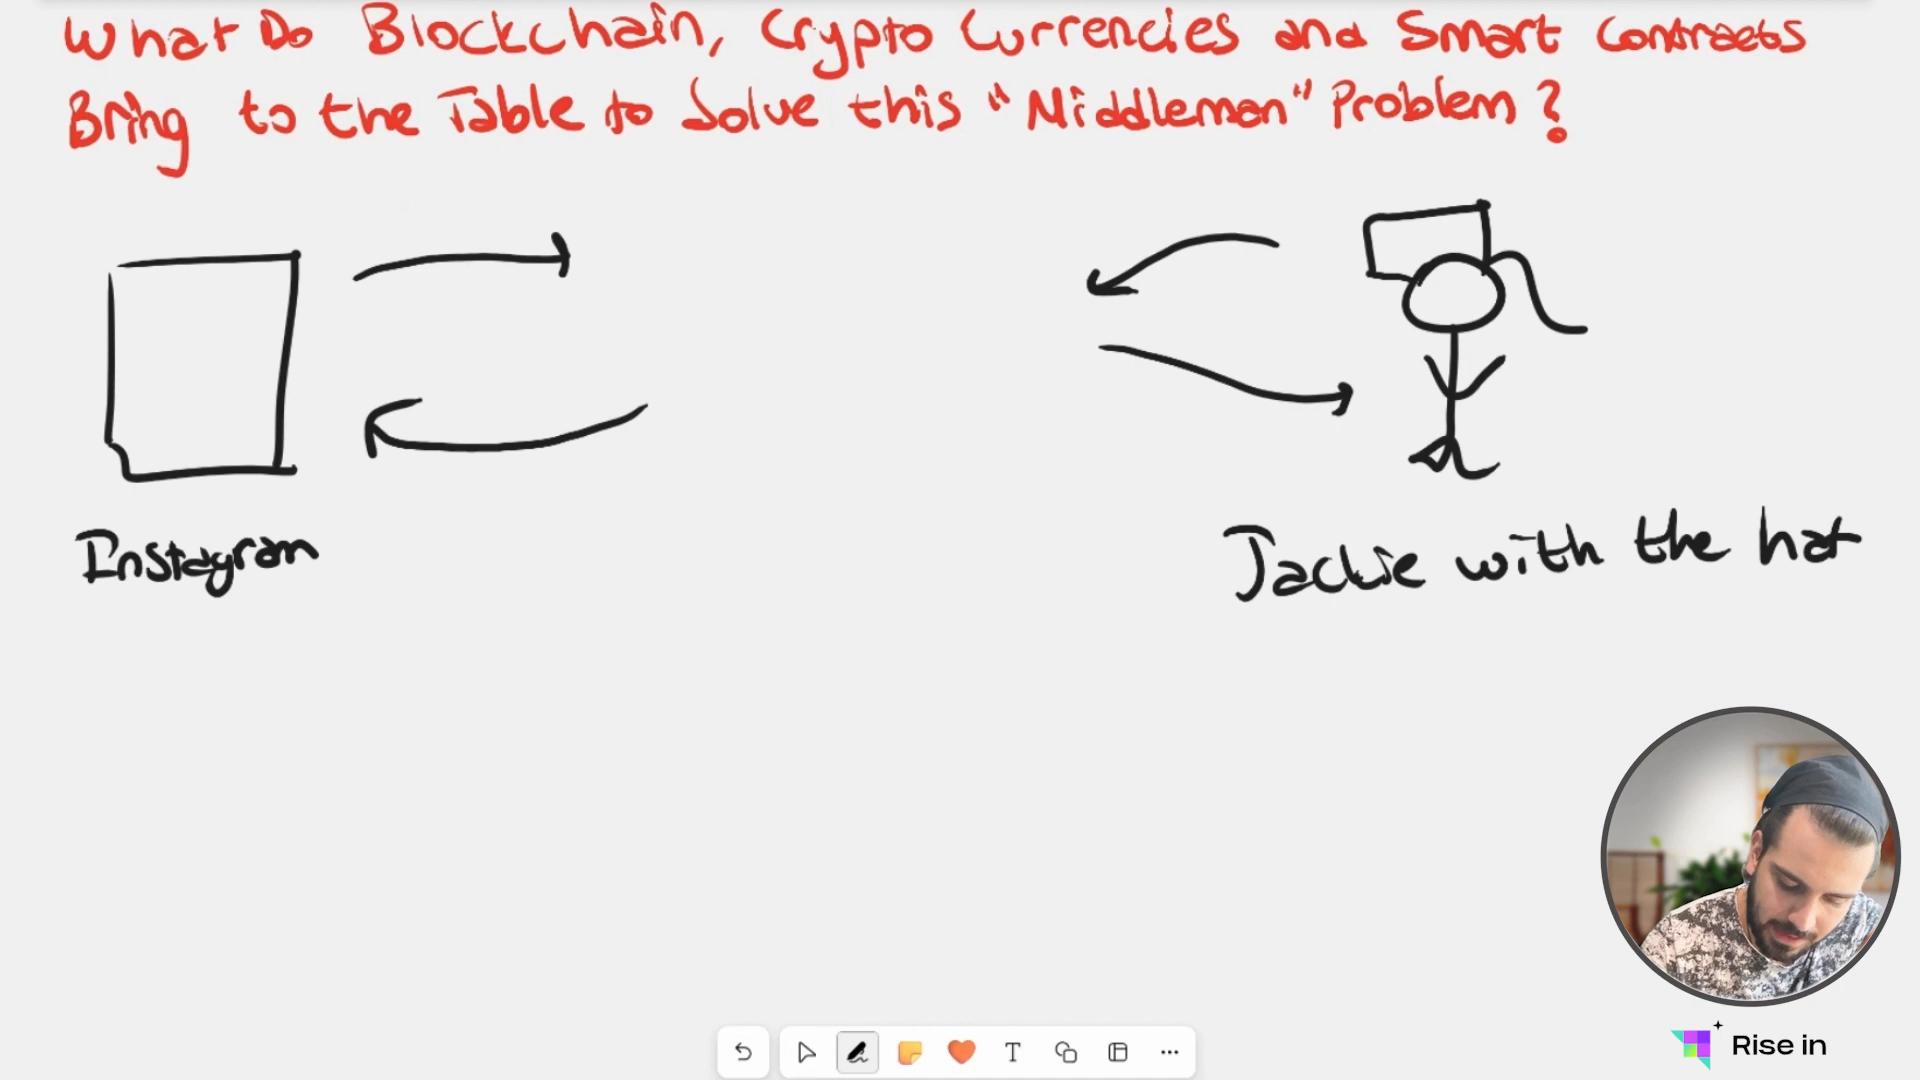 What Do Blockchain, Crypto Currencies and Smart Contracts
Bring to the Table to Solve this "Middleman" Problem?
Instagram
Jackie with the hat
T
Rise in